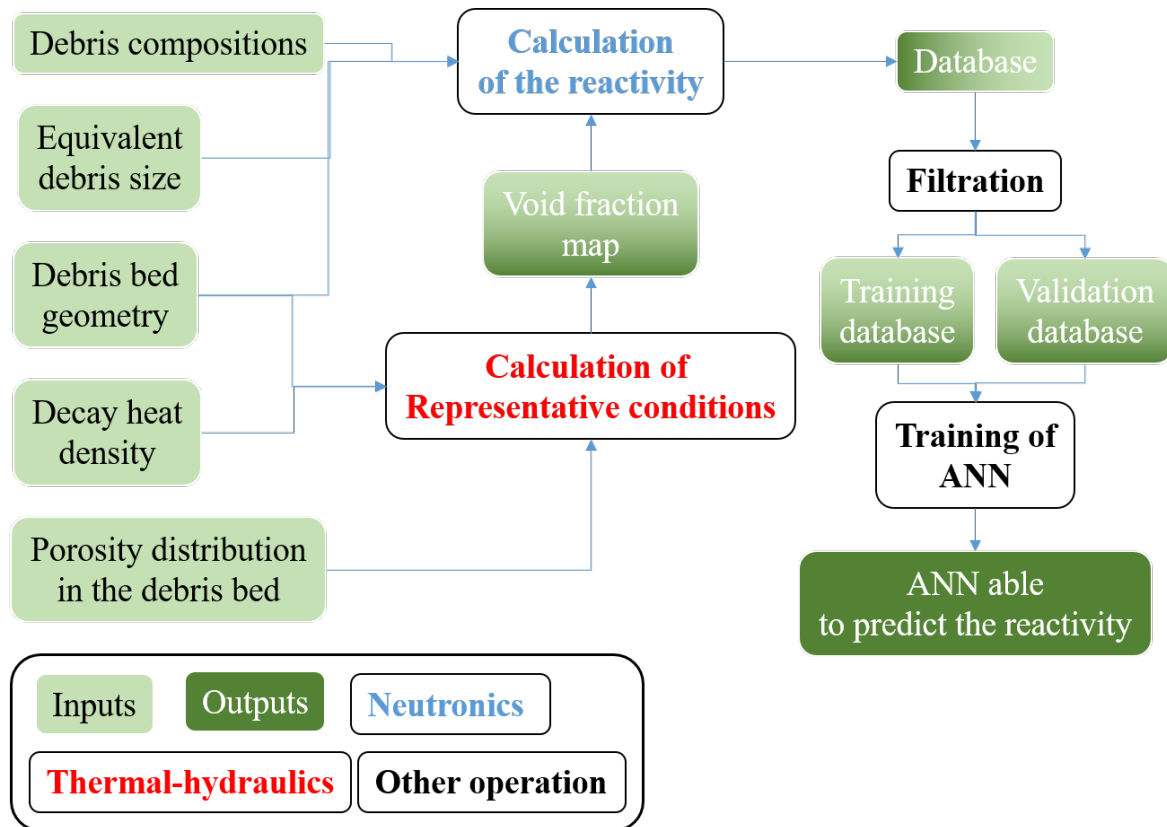 Debris compositions
Equivalent
debris size
Debris bed
geometry
Decay heat
density
Porosity distribution
in the debris bed
Calculation
of the reactivity
Void fraction
map
Calculation of
Representative conditions
Database
Filtration
Training
database
Validation
database
Training of
ANN
ANN able
to predict the reactivity
Inputs
Outputs
Neutronics
Thermal-hydraulics
Other operation